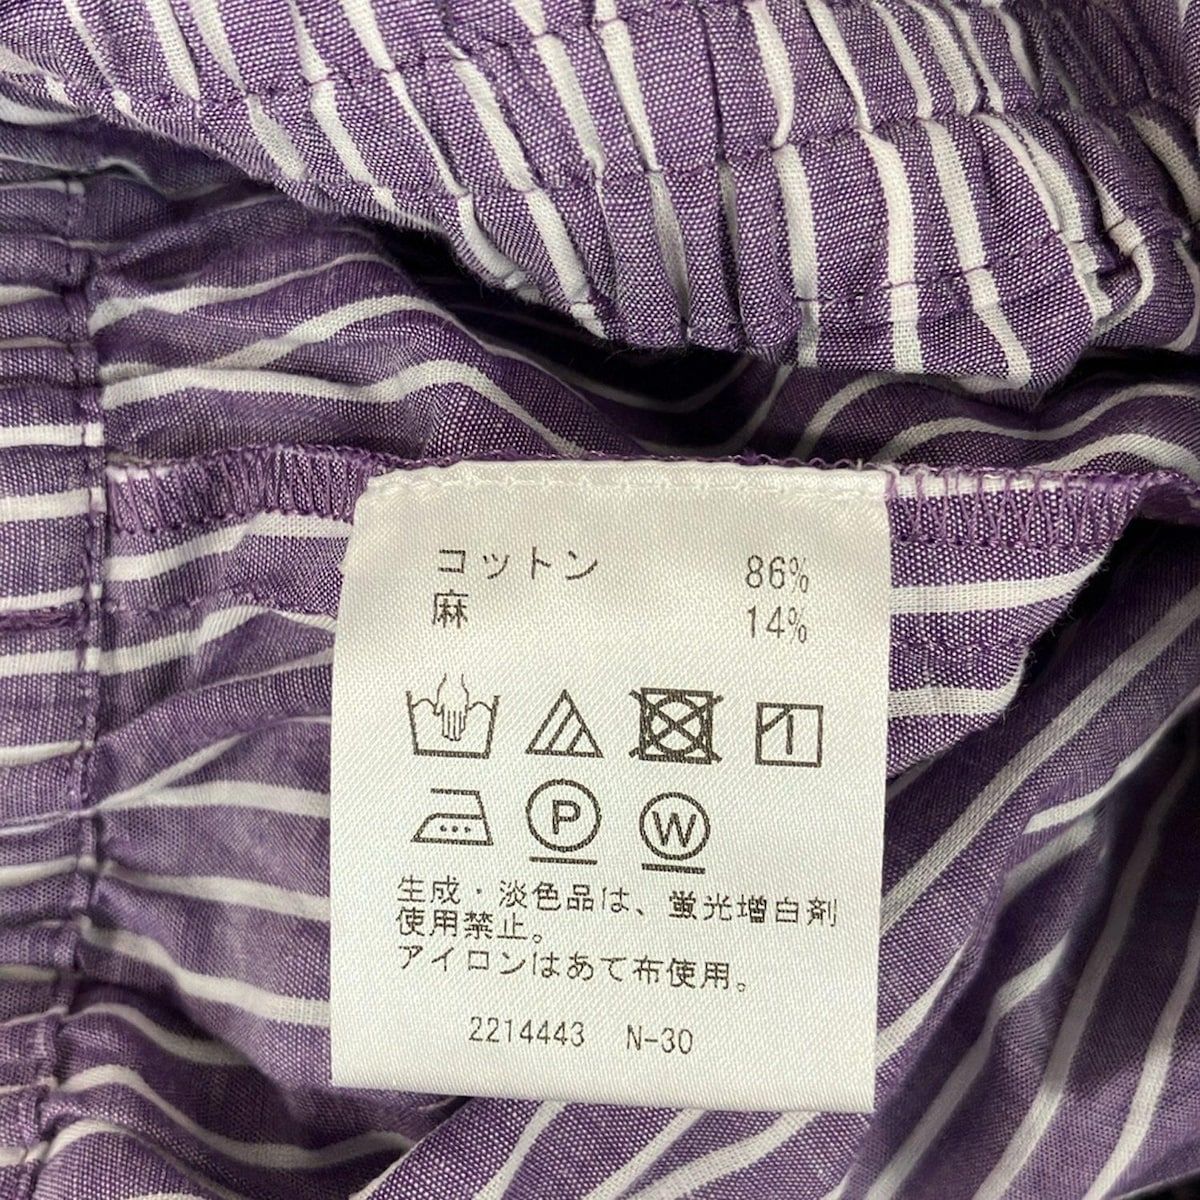 コットン 86%
麻 14%
P W
生成・淡色品は、蛍光増白剤
使用禁止。
アイロンはあて布使用。
2214443 N-30